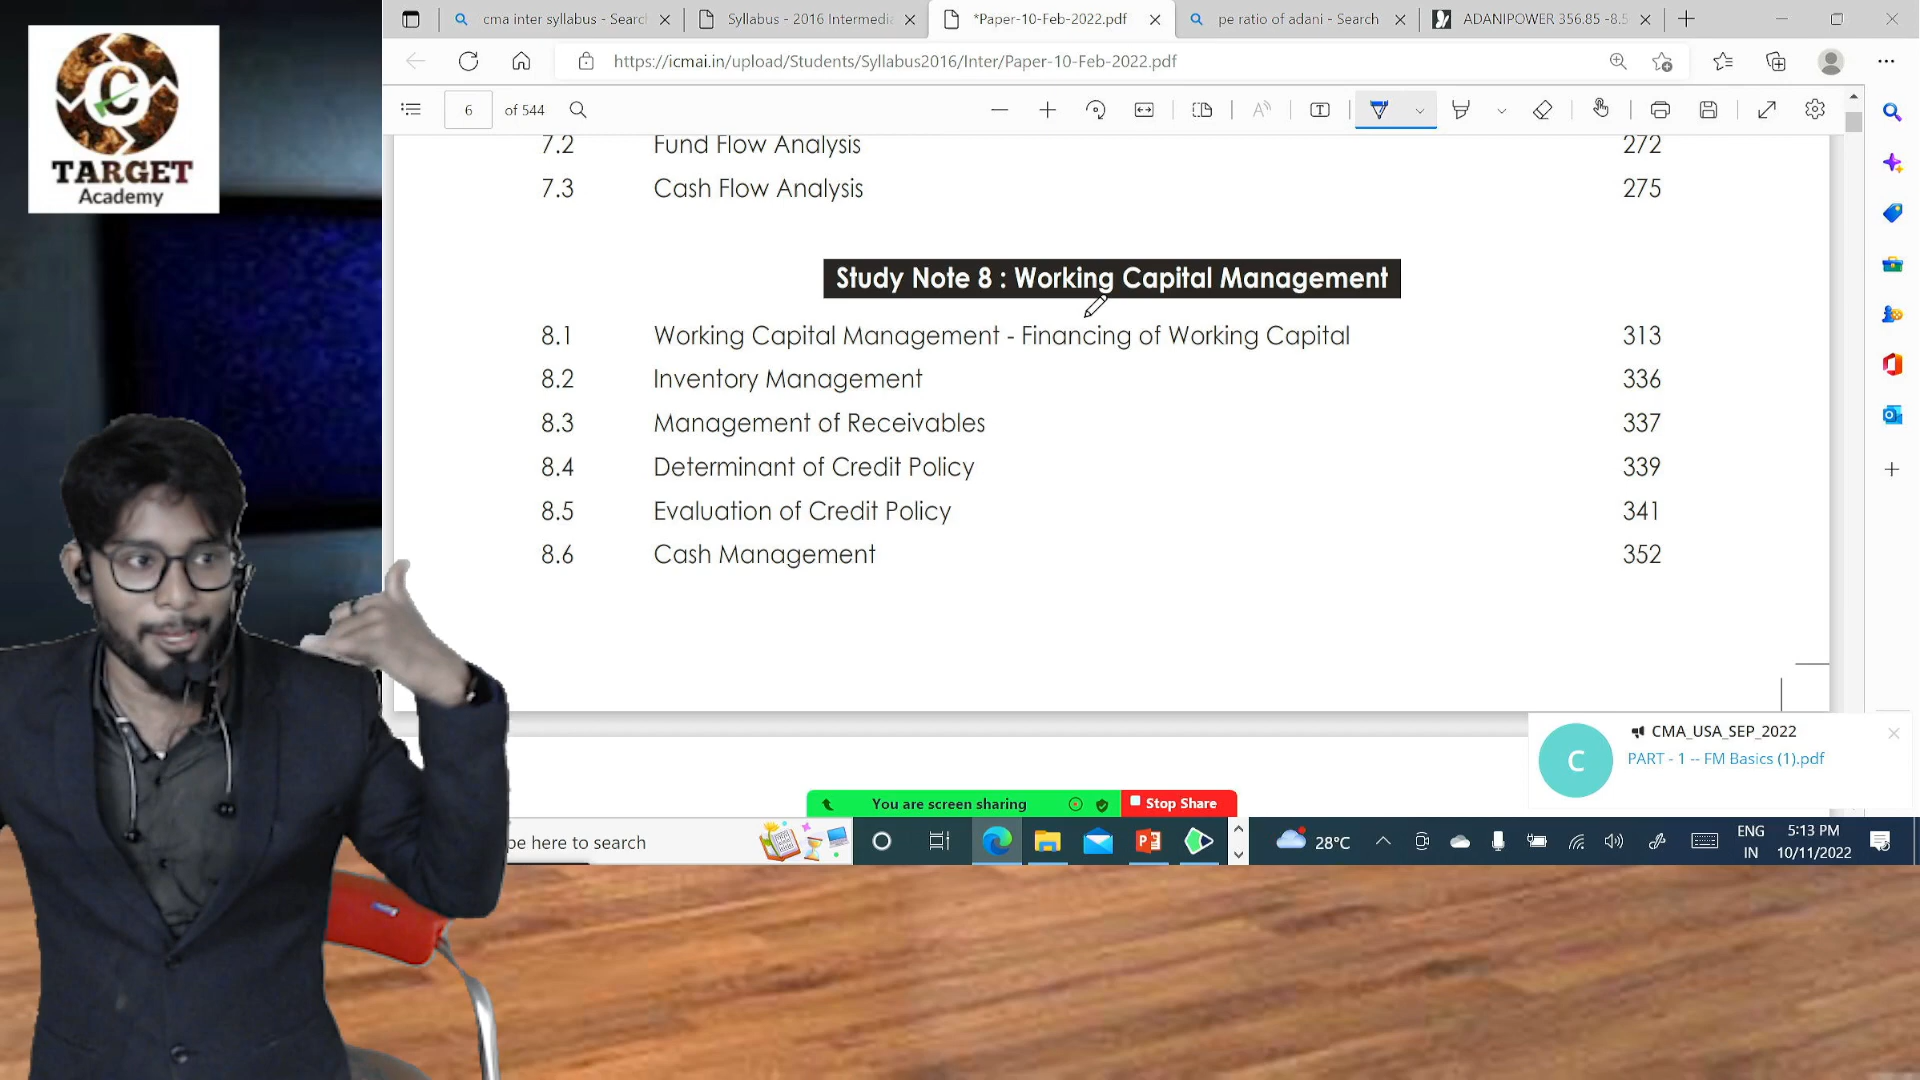 C
TARGET
Academy
cma inter syllabus - Searc
Syllabus - 2016 Intermedi
*Paper-10-Feb-2022.pdf
pe ratio of adani - Search
ADANIPOWER 356.85 -8.5
https://icmai.in/upload/Students/Syllabus2016/Inter/Paper-10-Feb-2022.pdf
6 of 544
7.2 Fund Flow Analysis 272
7.3 Cash Flow Analysis 275
Study Note 8 : Working Capital Management
8.1 Working Capital Management - Financing of Working Capital 313
8.2 Inventory Management 336
8.3 Management of Receivables 337
8.4 Determinant of Credit Policy 339
8.5 Evaluation of Credit Policy 341
8.6 Cash Management 352
C
CMA_USA_SEP_2022
PART - 1 -- FM Basics (1).pdf
You are screen sharing
Stop Share
pe here to search
28°C
ENG
IN
5:13 PM
10/11/2022